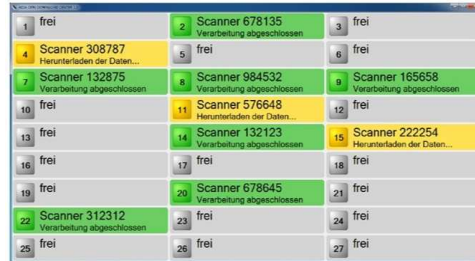 1 frei
2 Scanner 678135
Verarbeitung abgeschlossen
3 frei
4 Scanner 308787
Herunterladen der Daten...
5 frei
6 frei
7 Scanner 132875
Verarbeitung abgeschlossen
8 Scanner 984532
Verarbeitung abgeschlossen
9 Scanner 165658
Verarbeitung abgeschlossen
10 frei
11 Scanner 576648
Herunterladen der Daten...
12 frei
13 frei
14 Scanner 132123
Verarbeitung abgeschlossen
15 Scanner 222254
Herunterladen der Daten...
16 frei
17 frei
18 frei
19 frei
20 Scanner 678645
Verarbeitung abgeschlossen
21 frei
22 Scanner 312312
Verarbeitung abgeschlossen
23 frei
24 frei
25 frei
26 frei
27 frei